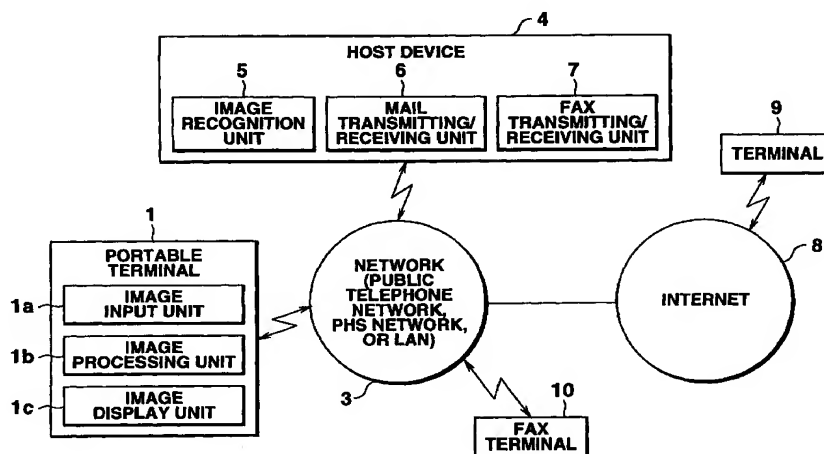 4
HOST DEVICE
5
6
7
IMAGE
RECOGNITION
UNIT
MAIL
TRANSMITTING/
RECEIVING UNIT
FAX
TRANSMITTING/
RECEIVING UNIT
9
TERMINAL
1
PORTABLE
TERMINAL
1a
IMAGE
INPUT UNIT
1b
IMAGE
PROCESSING UNIT
1c
IMAGE
DISPLAY UNIT
NETWORK
(PUBLIC
TELEPHONE
NETWORK,
PHS NETWORK,
OR LAN)
3
8
INTERNET
10
FAX
TERMINAL